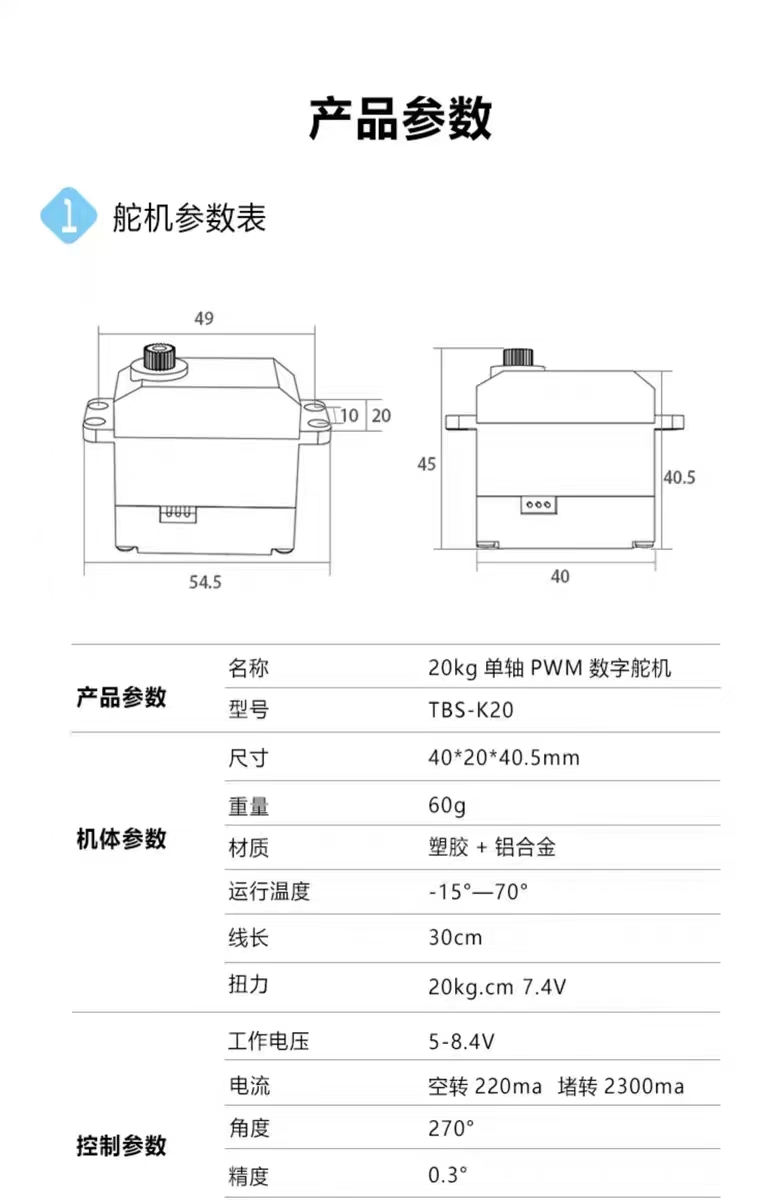 产品参数
1 舵机参数表
49
10 20
54.5
45
40.5
40
产品参数
名称 20kg 单轴 PWM 数字舵机
型号 TBS-K20
机体参数
尺寸 40*20*40.5mm
重量 60g
材质 塑胶 + 铝合金
运行温度 -15°—70°
线长 30cm
扭力 20kg.cm 7.4V
控制参数
工作电压 5-8.4V
电流 空转 220ma 堵转 2300ma
角度 270°
精度 0.3°